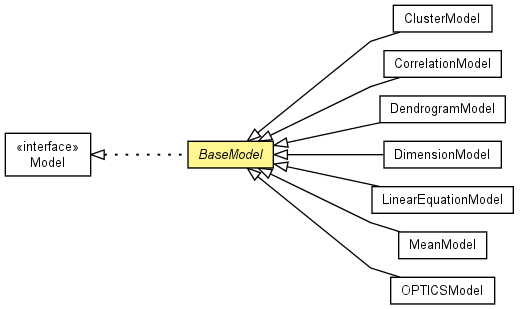 ClusterModel
CorrelationModel
DendrogramModel
«interface»
Model
BaseModel
DimensionModel
LinearEquationModel
MeanModel
OPTICSModel